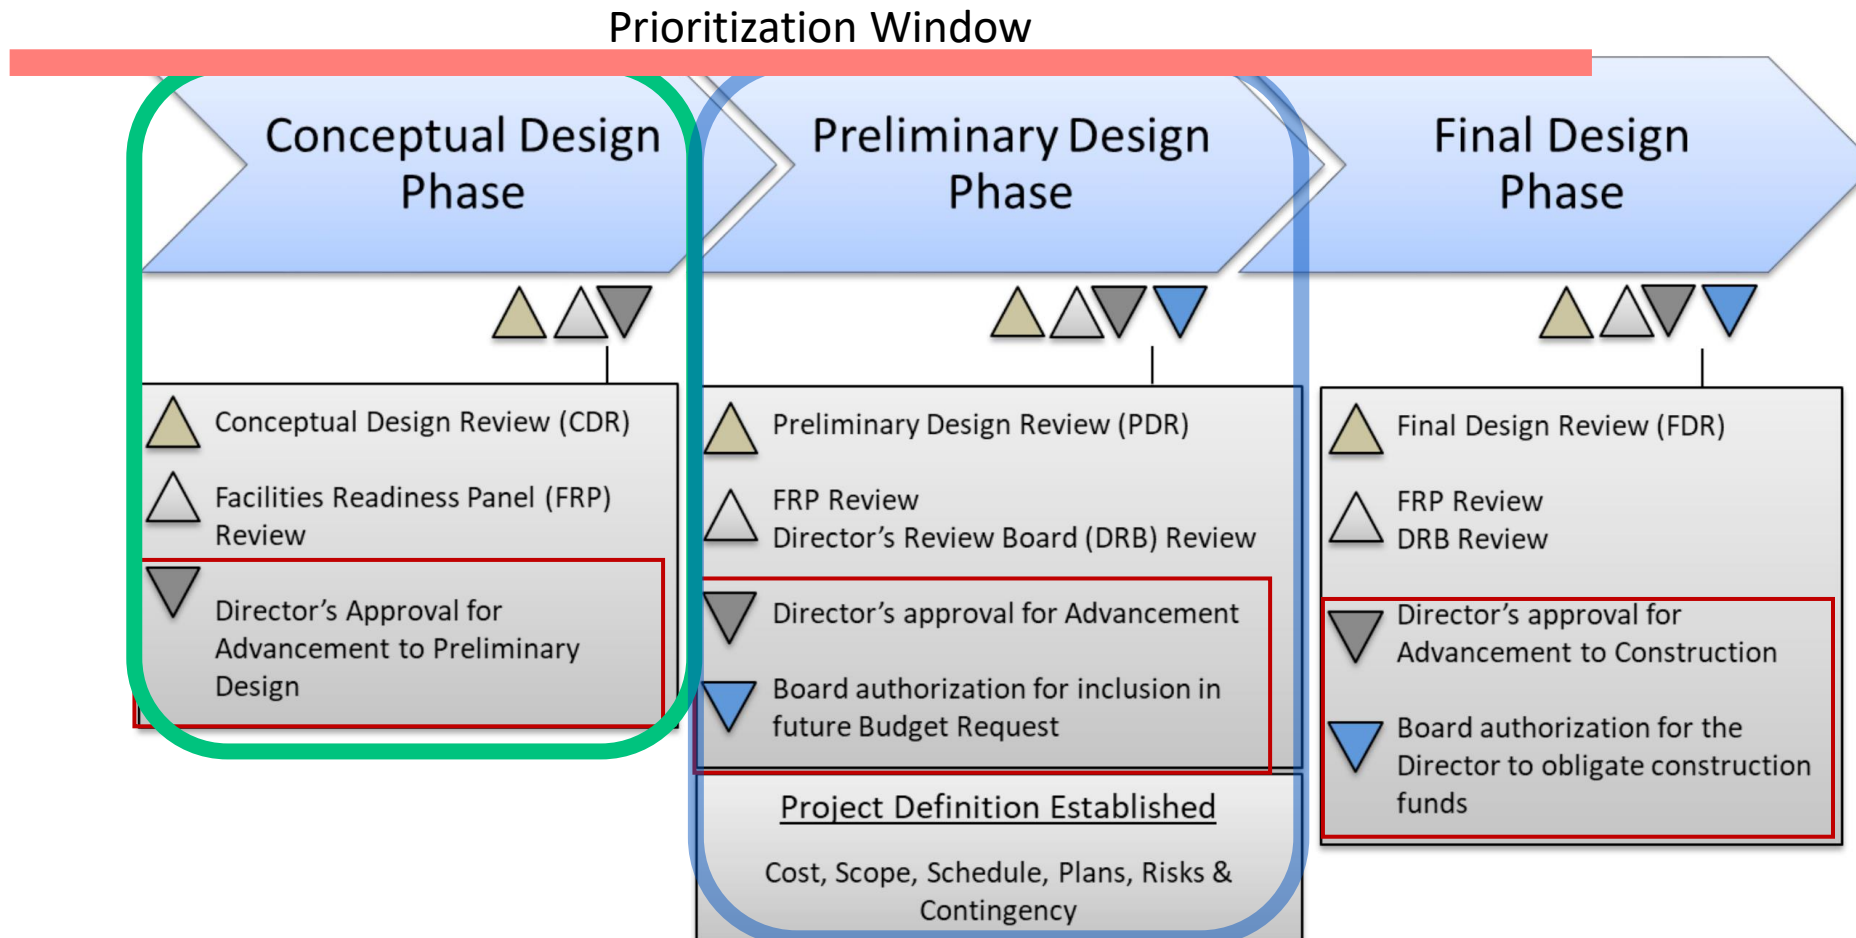 Prioritization Window
Conceptual Design
Phase
Preliminary Design
Phase
Final Design
Phase
Conceptual Design Review (CDR)
Facilities Readiness Panel (FRP)
Review
Director’s Approval for
Advancement to Preliminary
Design
Preliminary Design Review (PDR)
FRP Review
Director’s Review Board (DRB) Review
Director’s approval for Advancement
Board authorization for inclusion in
future Budget Request
Project Definition Established
Cost, Scope, Schedule, Plans, Risks &
Contingency
Final Design Review (FDR)
FRP Review
DRB Review
Director’s approval for
Advancement to Construction
Board authorization for the
Director to obligate construction
funds